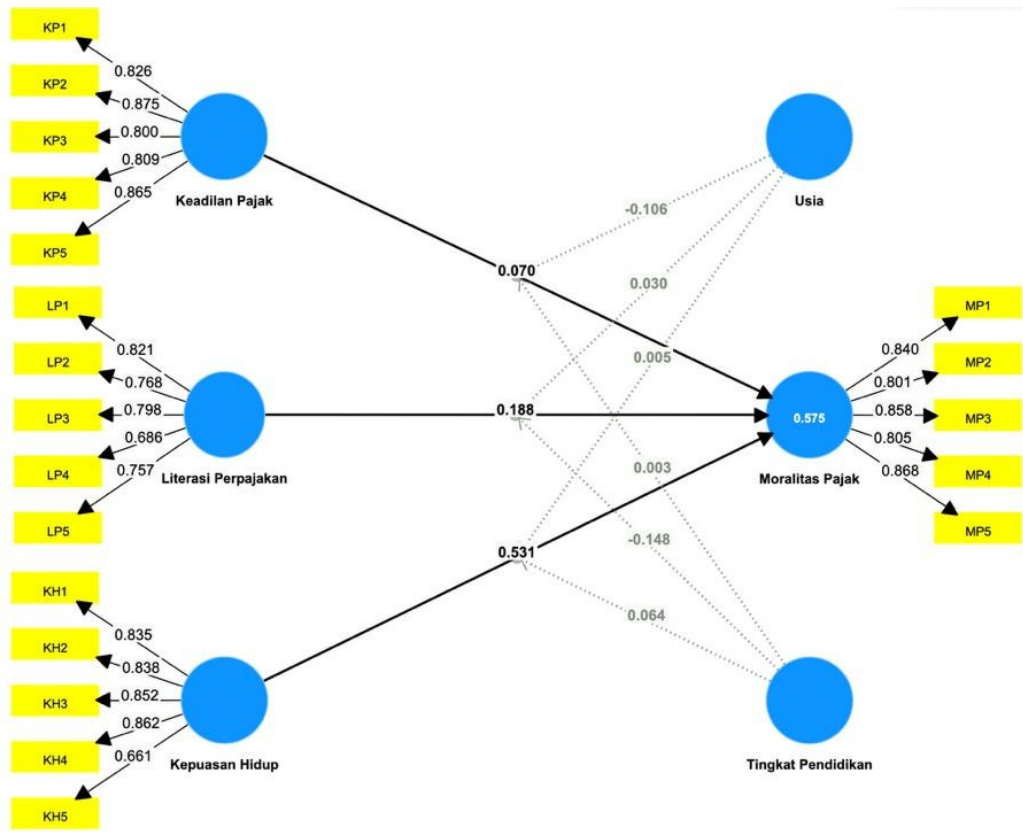 KP1
0.826
KP2
0.875
KP3
0.800
KP4
0.809
KP5
0.865
Keadilan Pajak
LP1
0.821
LP2
0.768
LP3
0.798
LP4
0.686
LP5
0.757
Literasi Perpajakan
KH1
0.835
KH2
0.838
KH3
0.852
KH4
0.862
KH5
0.661
Kepuasan Hidup
0.070
0.188
0.531
-0.106
0.030
0.005
0.003
-0.148
0.064
Usia
0.575
Moralitas Pajak
Tingkat Pendidikan
0.840
MP1
0.801
MP2
0.858
MP3
0.805
MP4
0.868
MP5